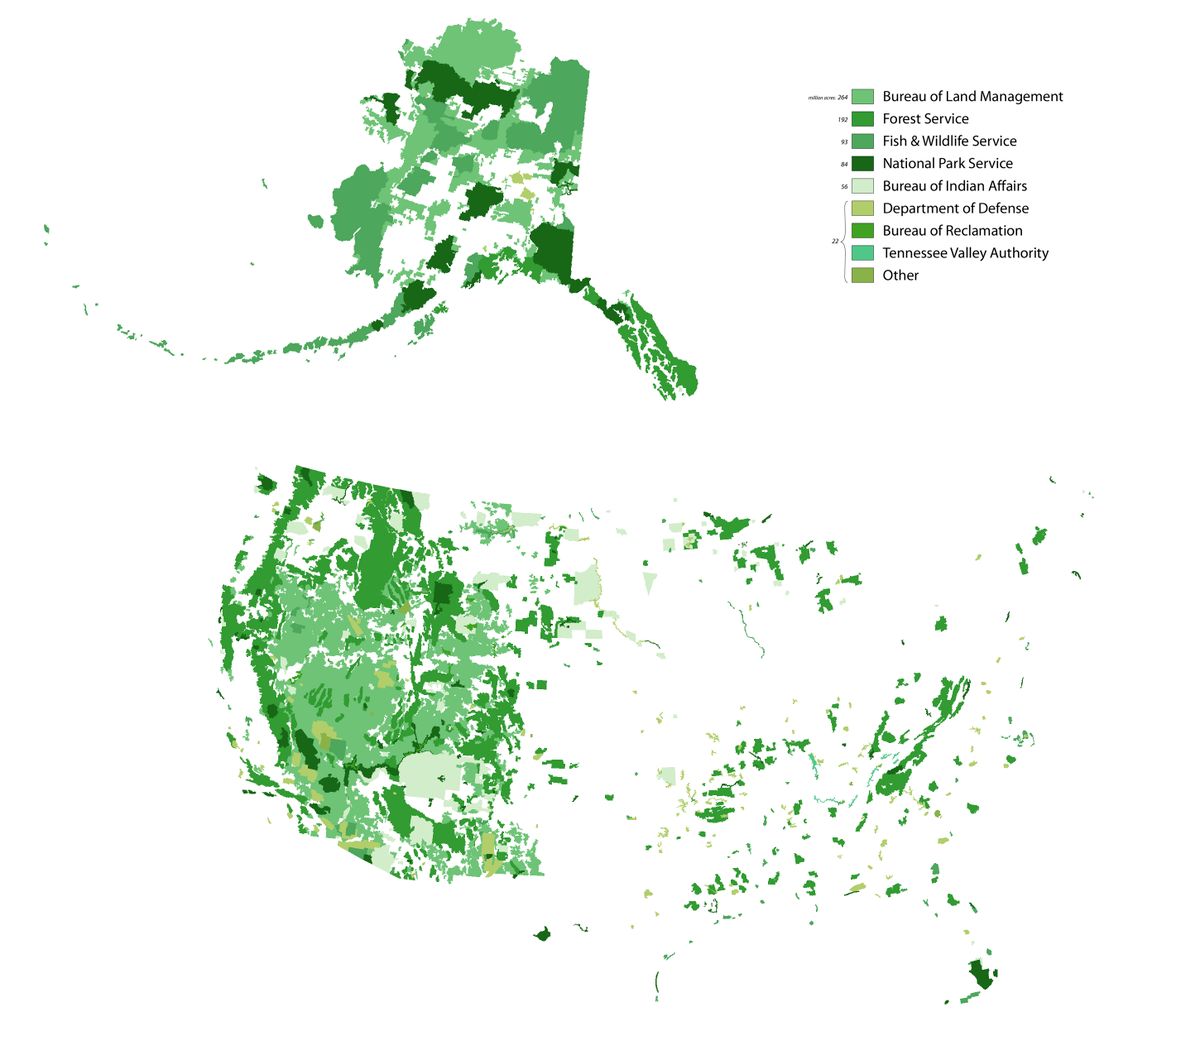 million acres 264 Bureau of Land Management
192 Forest Service
93 Fish & Wildlife Service
84 National Park Service
56 Bureau of Indian Affairs
Department of Defense
Bureau of Reclamation
22
Tennessee Valley Authority
Other